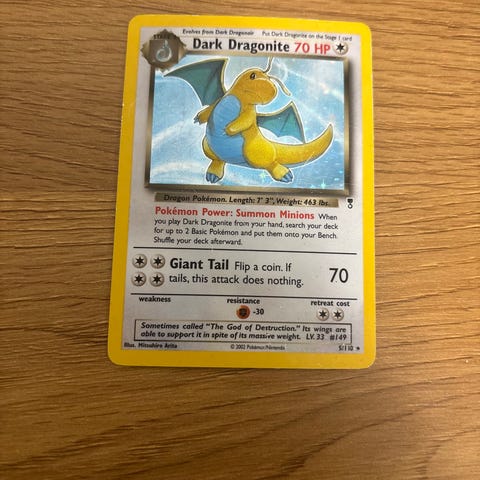 Evolves from Dark Dragonair Put Dark Dragonite on the Stage 1 card
STAGE 2
Dark Dragonite 70 HP
Dragon Pokémon. Length: 7' 3", Weight: 463 lbs.
Pokémon Power: Summon Minions When
you play Dark Dragonite from your hand, search your deck
for up to 2 Basic Pokémon and put them onto your Bench.
Shuffle your deck afterward.
Giant Tail Flip a coin. If
tails, this attack does nothing.
70
weakness resistance retreat cost
-30
Sometimes called "The God of Destruction." Its wings are
able to support it in spite of its massive weight. LV. 33 #149
Illus. Mitsuhiro Arita © 2002 Pokémon/Nintendo 5/110 ★